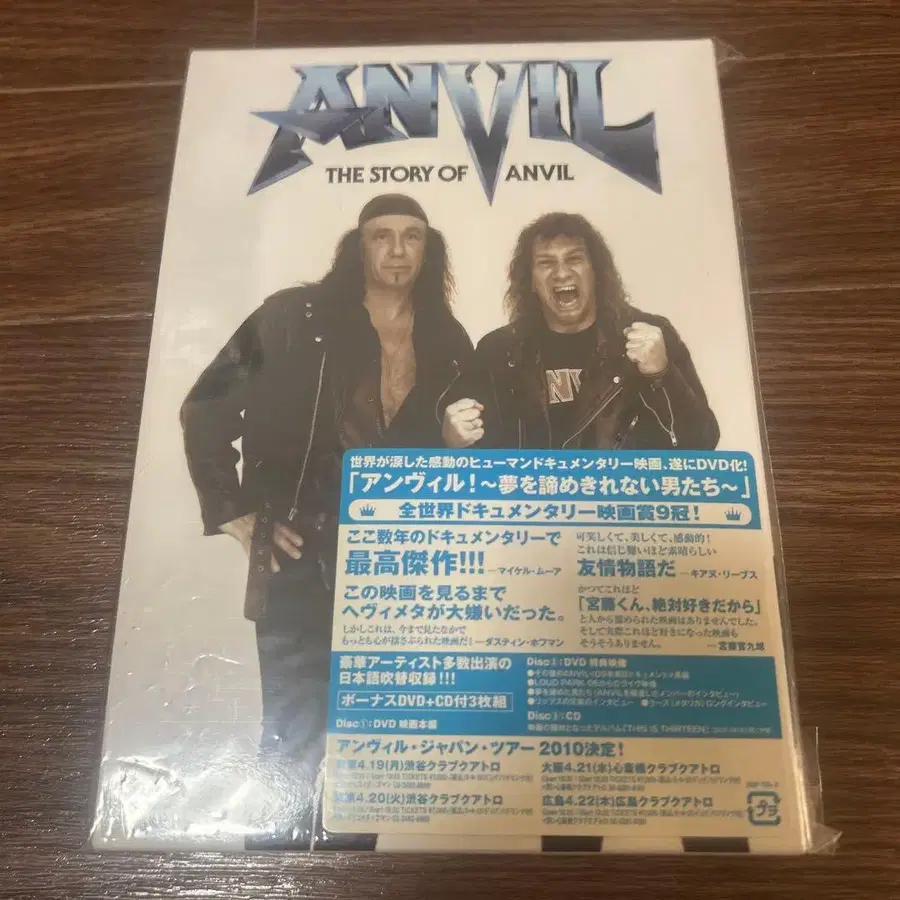 ANVIL
THE STORY OF ANVIL
NV
世界が涙した感動のヒューマンドキュメンタリー映画、遂にDVD化!
「アンヴィル!~夢を諦めきれない男たち~」
全世界ドキュメンタリー映画賞9冠!
ここ数年のドキュメンタリーで
最高傑作!!! ―マイケル・ムーア
この映画を見るまで
ヘヴィメタが大嫌いだった。
しかしこれは、今まで見たなかで
もっとも心が揺さぶられた映画だ! ―ダスティン・ホフマン
可笑しくて、美しくて、感動的!
これは信じ難いほど素晴らしい
友情物語だ ―キアヌ・リーブス
かつてこれほど
「宮藤くん、絶対好きだから」
と人から薦められた映画はありませんでした。
そして実際これほど好きになった映画も
そうそうありません。
―宮藤官九郎
豪華アーティスト多数出演の
日本語吹替収録!!!
ボーナスDVD+CD付3枚組
Disc①:DVD 映画本編
Disc②:DVD 特典映像
Disc③:CD
アンヴィル・ジャパン・ツアー 2010決定!
東京4.19(月)渋谷クラブクアトロ
大阪4.21(水)心斎橋クラブクアトロ
東京4.20(火)渋谷クラブクアトロ
広島4.22(木)広島クラブクアトロ
プラ